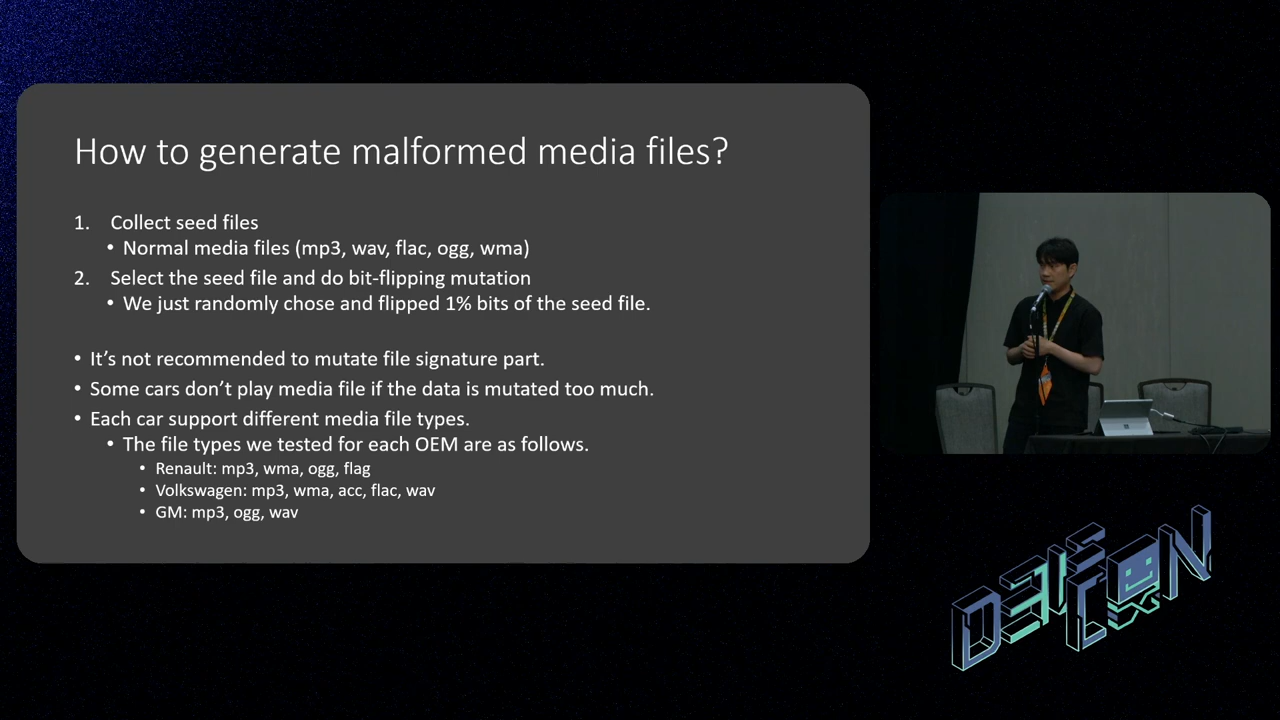 How to generate malformed media files?
1. Collect seed files
• Normal media files (mp3, wav, flac, ogg, wma)
2. Select the seed file and do bit-flipping mutation
• We just randomly chose and flipped 1% bits of the seed file.
• It's not recommended to mutate file signature part.
• Some cars don't play media file if the data is mutated too much.
• Each car support different media file types.
• The file types we tested for each OEM are as follows.
• Renault: mp3, wma, ogg, flag
• Volkswagen: mp3, wma, acc, flac, wav
• GM: mp3, ogg, wav
DEF CON